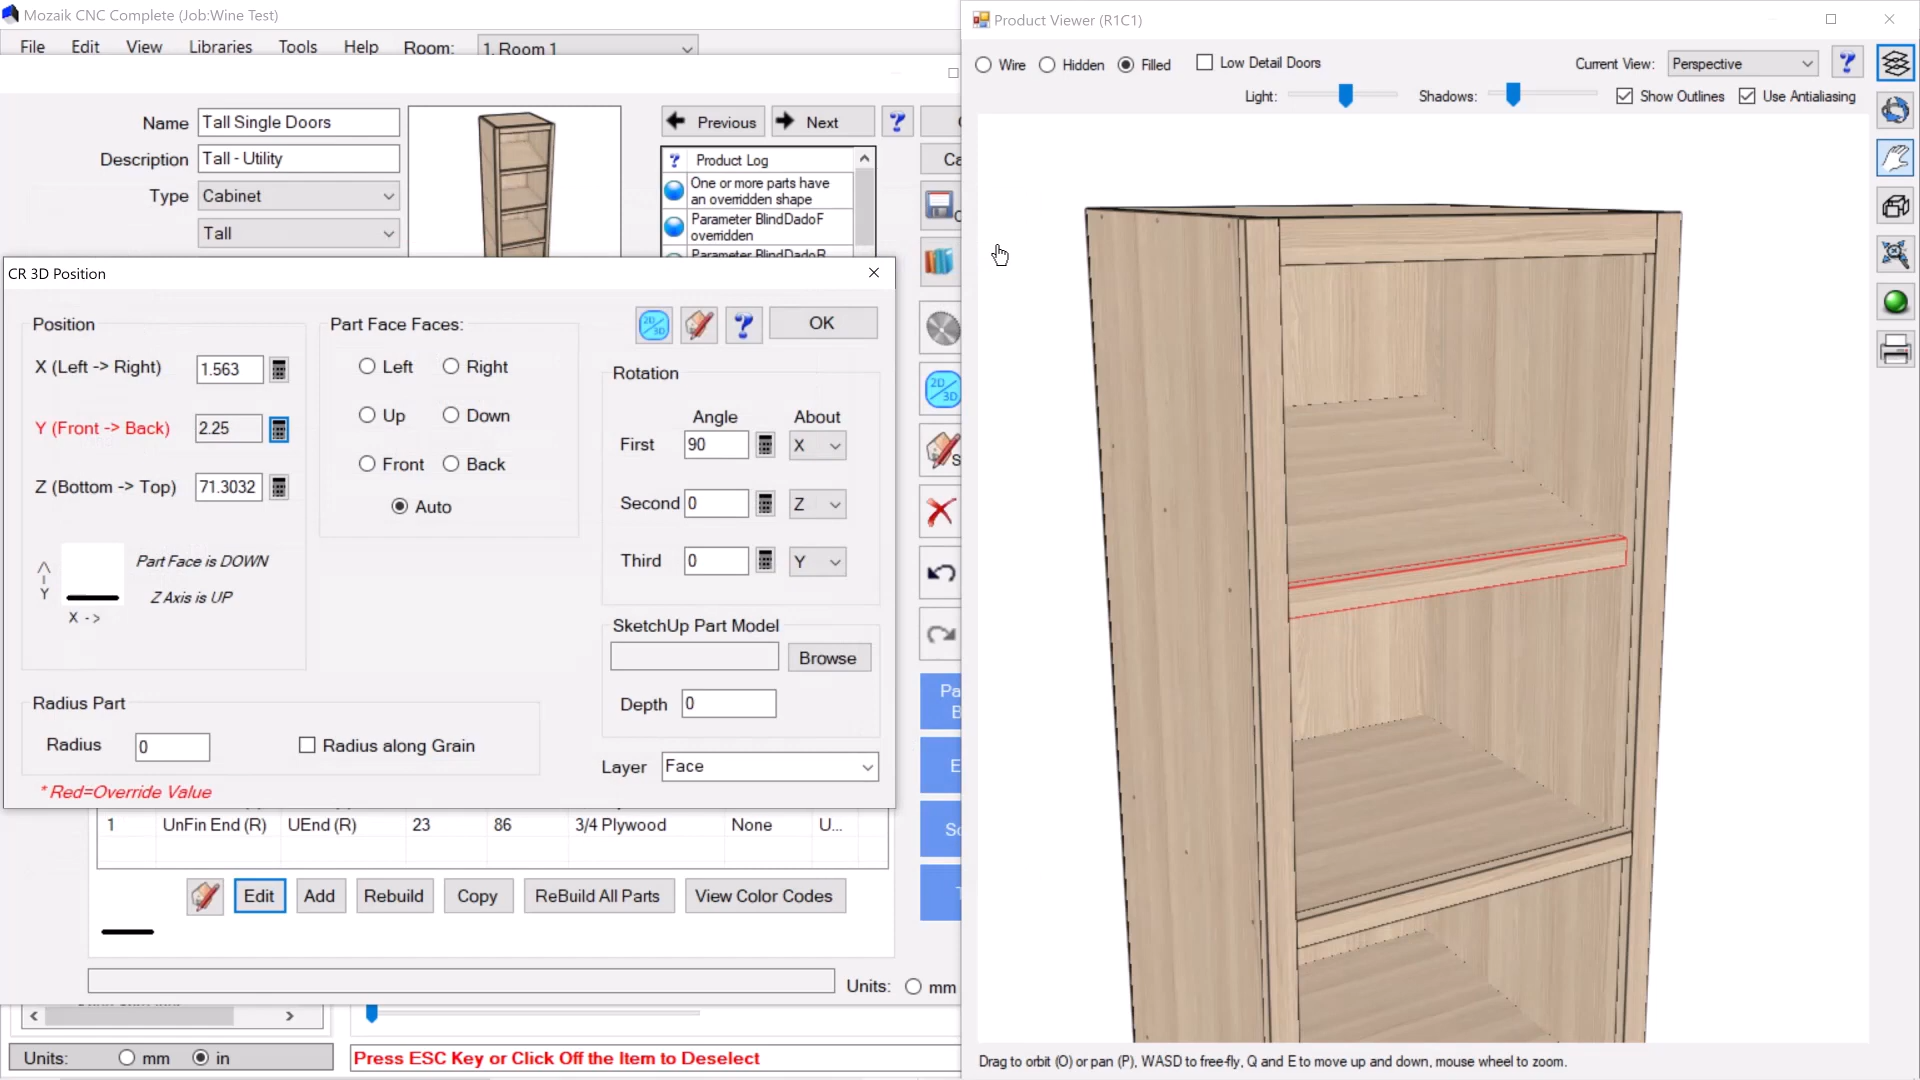 Mozaik CNC Complete (Job:Wine Test)
File Edit View Libraries Tools Help Room: 1. Room 1
Name Tall Single Doors
Description Tall - Utility
Type Cabinet
Tall
Previous Next
Product Log
One or more parts have
an overridden shape
Parameter BlindDadoF
overridden
Parameter BlindDadoR
Ca
CR 3D Position
Position
X (Left -> Right) 1.563
Y (Front -> Back) 2.25
Z (Bottom -> Top) 71.3032
Y
X ->
Part Face is DOWN
Z Axis is UP
Part Face Faces:
Left Right
Up Down
Front Back
Auto
2D/3D
OK
Rotation
Angle About
First 90 X
Second 0 Z
Third 0 Y
SketchUp Part Model
Browse
Depth 0
Layer Face
Radius Part
Radius 0 Radius along Grain
*Red=Override Value
2D/3D
S
Pa
B
E
So
T
1 UnFin End (R) UEnd (R) 23 86 3/4 Plywood None U...
Edit Add Rebuild Copy ReBuild All Parts View Color Codes
Units: mm
Units: mm in
Press ESC Key or Click Off the Item to Deselect
Product Viewer (R1C1)
Wire Hidden Filled Low Detail Doors Current View: Perspective
Light: Shadows: Show Outlines Use Antialiasing
Drag to orbit (O) or pan (P), WASD to free-fly, Q and E to move up and down, mouse wheel to zoom.